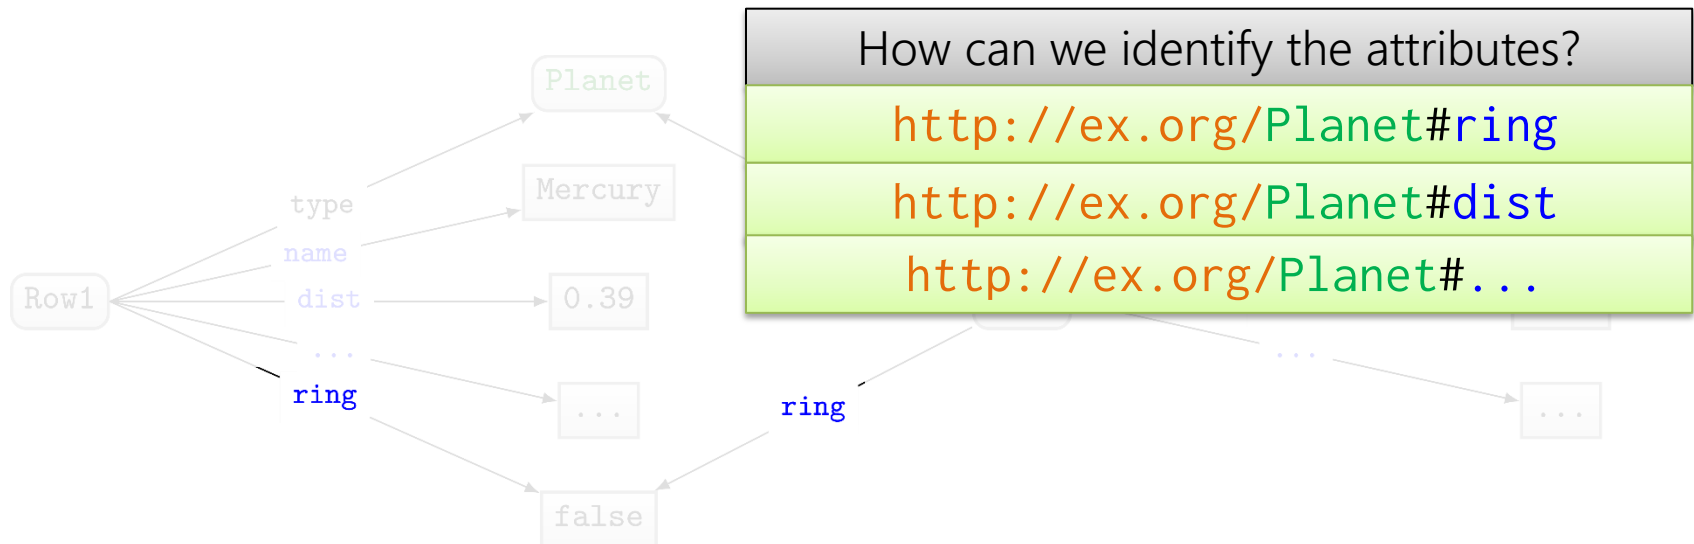 How can we identify the attributes?
http://ex.org/Planet#ring
http://ex.org/Planet#dist
http://ex.org/Planet#...
Planet
Mercury
type
name
Row1
dist
0.39
...
...
ring
ring
...
...
false